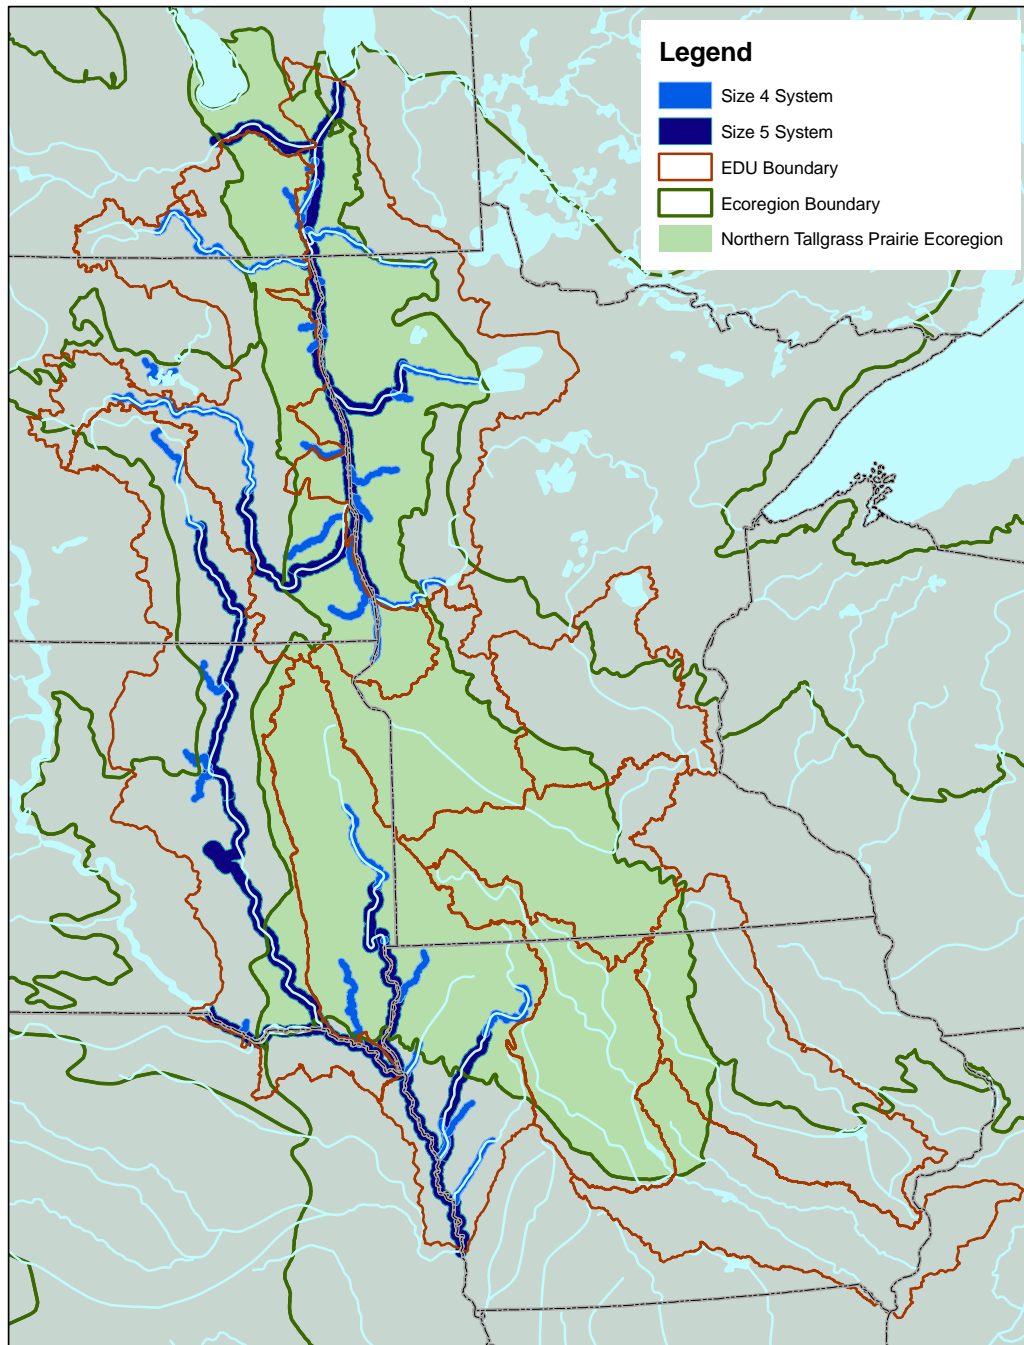 Legend
Size 4 System
Size 5 System
EDU Boundary
Ecoregion Boundary
Northern Tallgrass Prairie Ecoregion